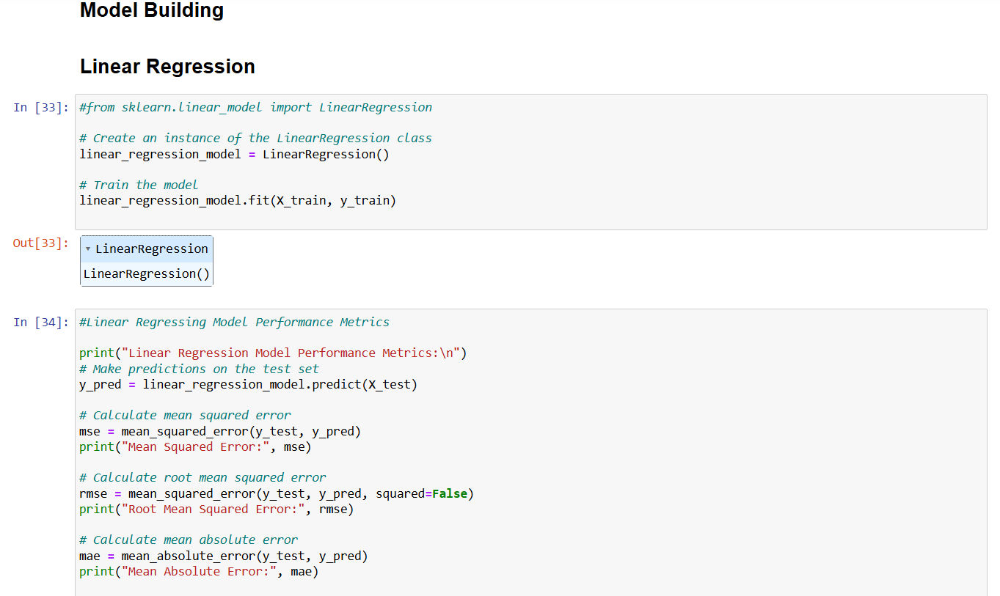 Model Building
Linear Regression
In [33]:
#from sklearn.linear_model import LinearRegression
# Create an instance of the LinearRegression class
linear_regression_model = LinearRegression()
# Train the model
linear_regression_model.fit(X_train, y_train)
Out[33]:
▾ LinearRegression
LinearRegression()
In [34]:
#Linear Regressing Model Performance Metrics
print("Linear Regression Model Performance Metrics:\n")
# Make predictions on the test set
y_pred = linear_regression_model.predict(X_test)
# Calculate mean squared error
mse = mean_squared_error(y_test, y_pred)
print("Mean Squared Error:", mse)
# Calculate root mean squared error
rmse = mean_squared_error(y_test, y_pred, squared=False)
print("Root Mean Squared Error:", rmse)
# Calculate mean absolute error
mae = mean_absolute_error(y_test, y_pred)
print("Mean Absolute Error:", mae)